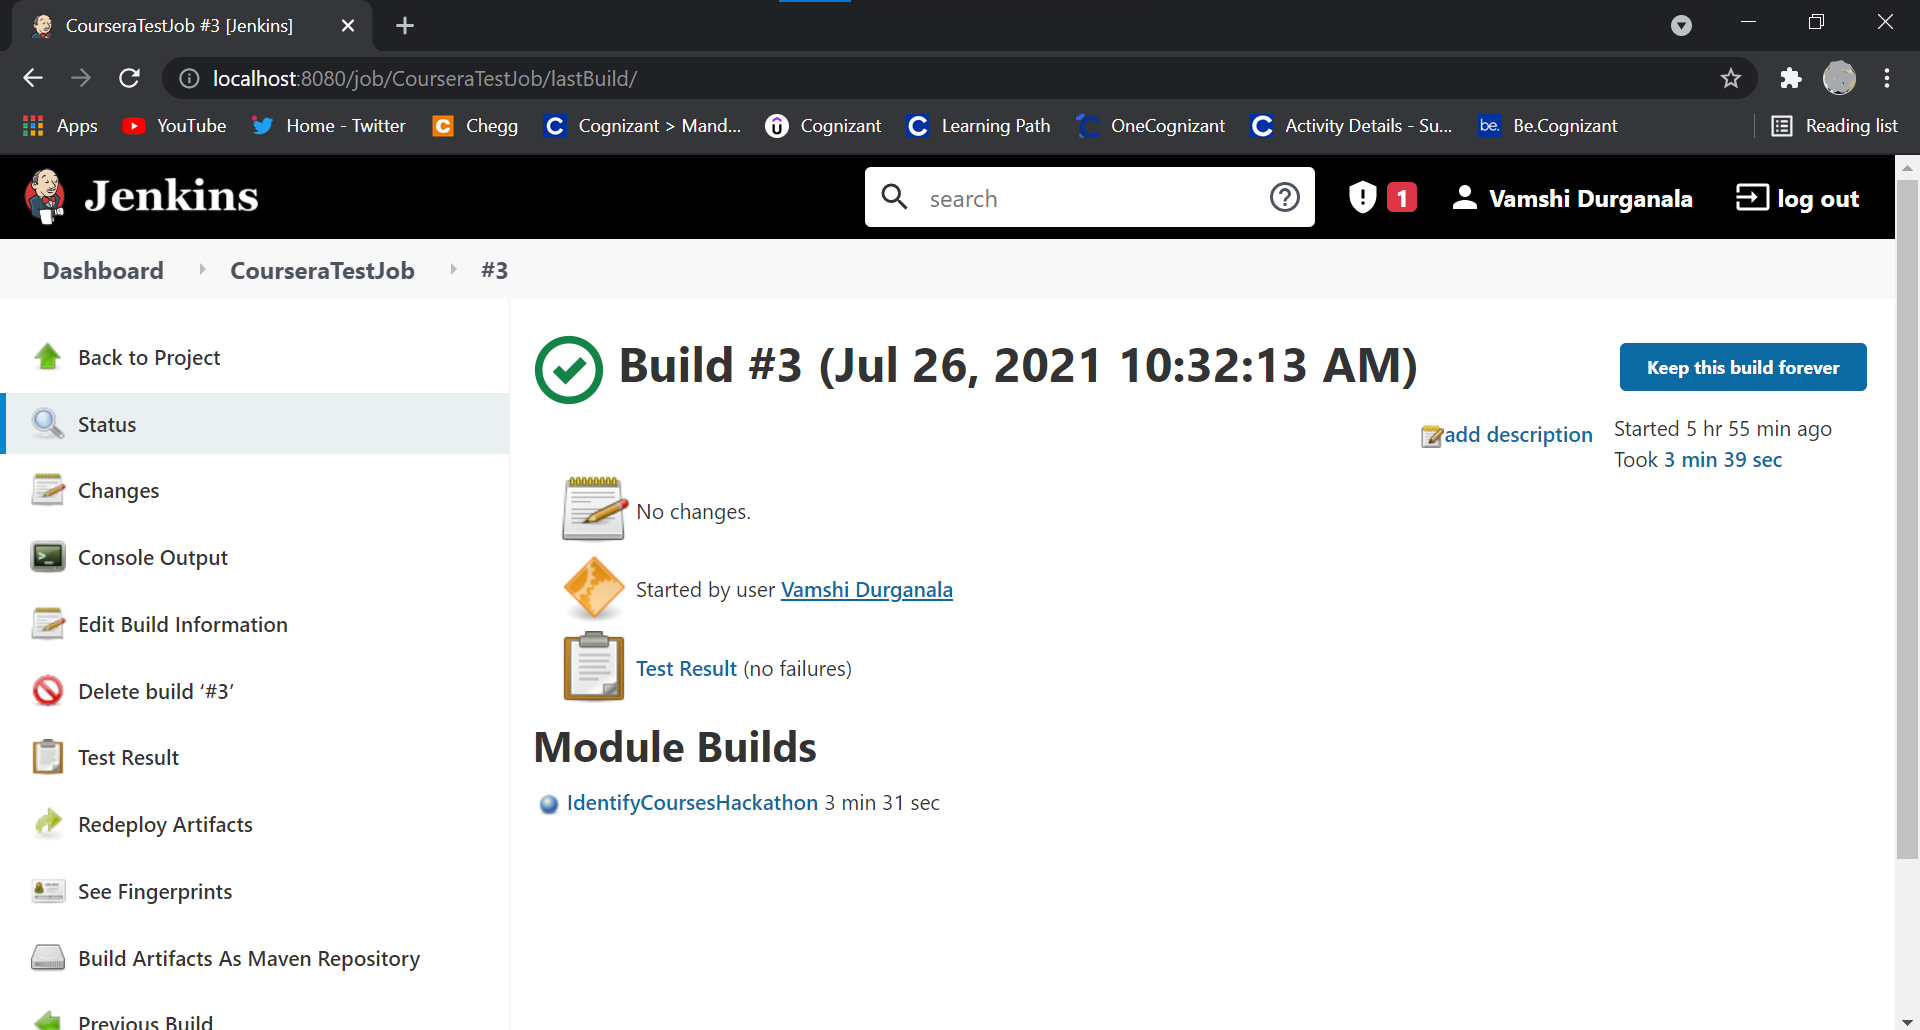 CourseraTestJob #3 [Jenkins]
localhost:8080/job/CourseraTestJob/lastBuild/
Apps YouTube Home - Twitter Chegg Cognizant > Mand... Cognizant Learning Path OneCognizant Activity Details - Su... be. Be.Cognizant Reading list
Jenkins search 1 Vamshi Durganala log out
Dashboard CourseraTestJob #3
Back to Project
Status
Changes
Console Output
Edit Build Information
Delete build ‘#3’
Test Result
Redeploy Artifacts
See Fingerprints
Build Artifacts As Maven Repository
Previous Build
Build #3 (Jul 26, 2021 10:32:13 AM)
Keep this build forever
add description
Started 5 hr 55 min ago
Took 3 min 39 sec
No changes.
Started by user Vamshi Durganala
Test Result (no failures)
Module Builds
IdentifyCoursesHackathon 3 min 31 sec